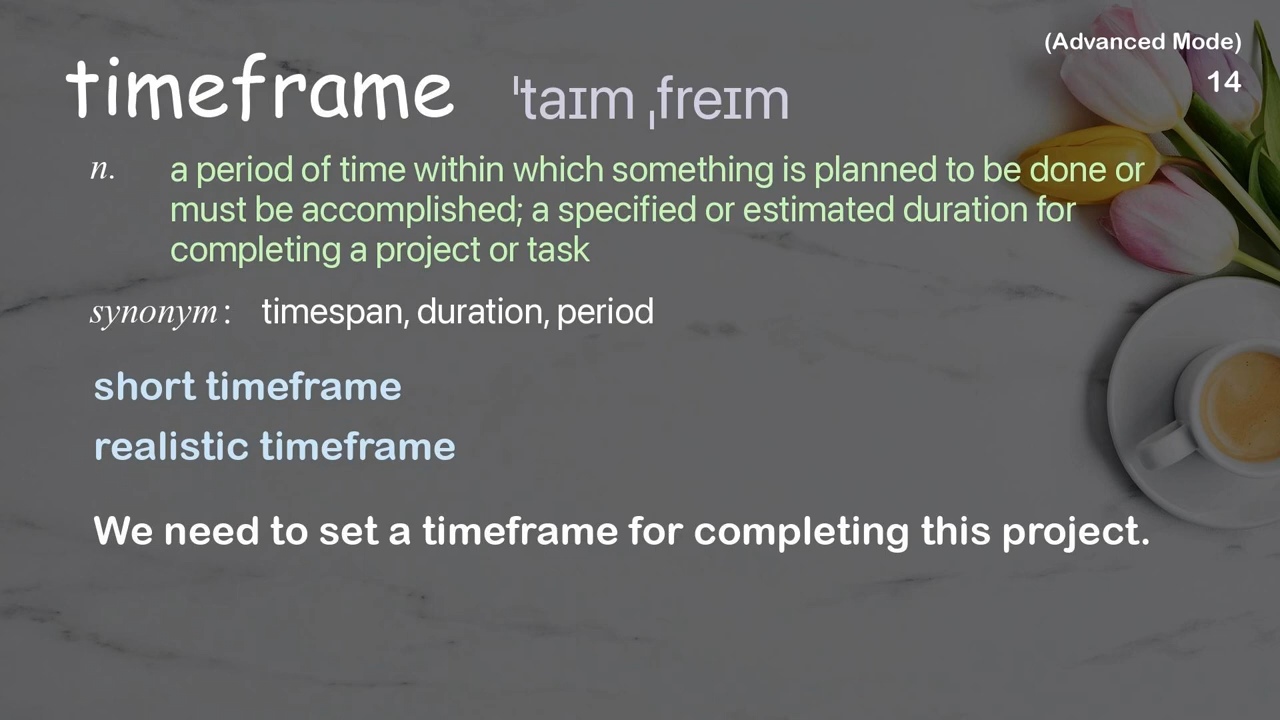 (Advanced Mode)
14
timeframe ˈtaɪm ˌfreɪm
n. a period of time within which something is planned to be done or
must be accomplished; a specified or estimated duration for
completing a project or task
synonym: timespan, duration, period
short timeframe
realistic timeframe
We need to set a timeframe for completing this project.